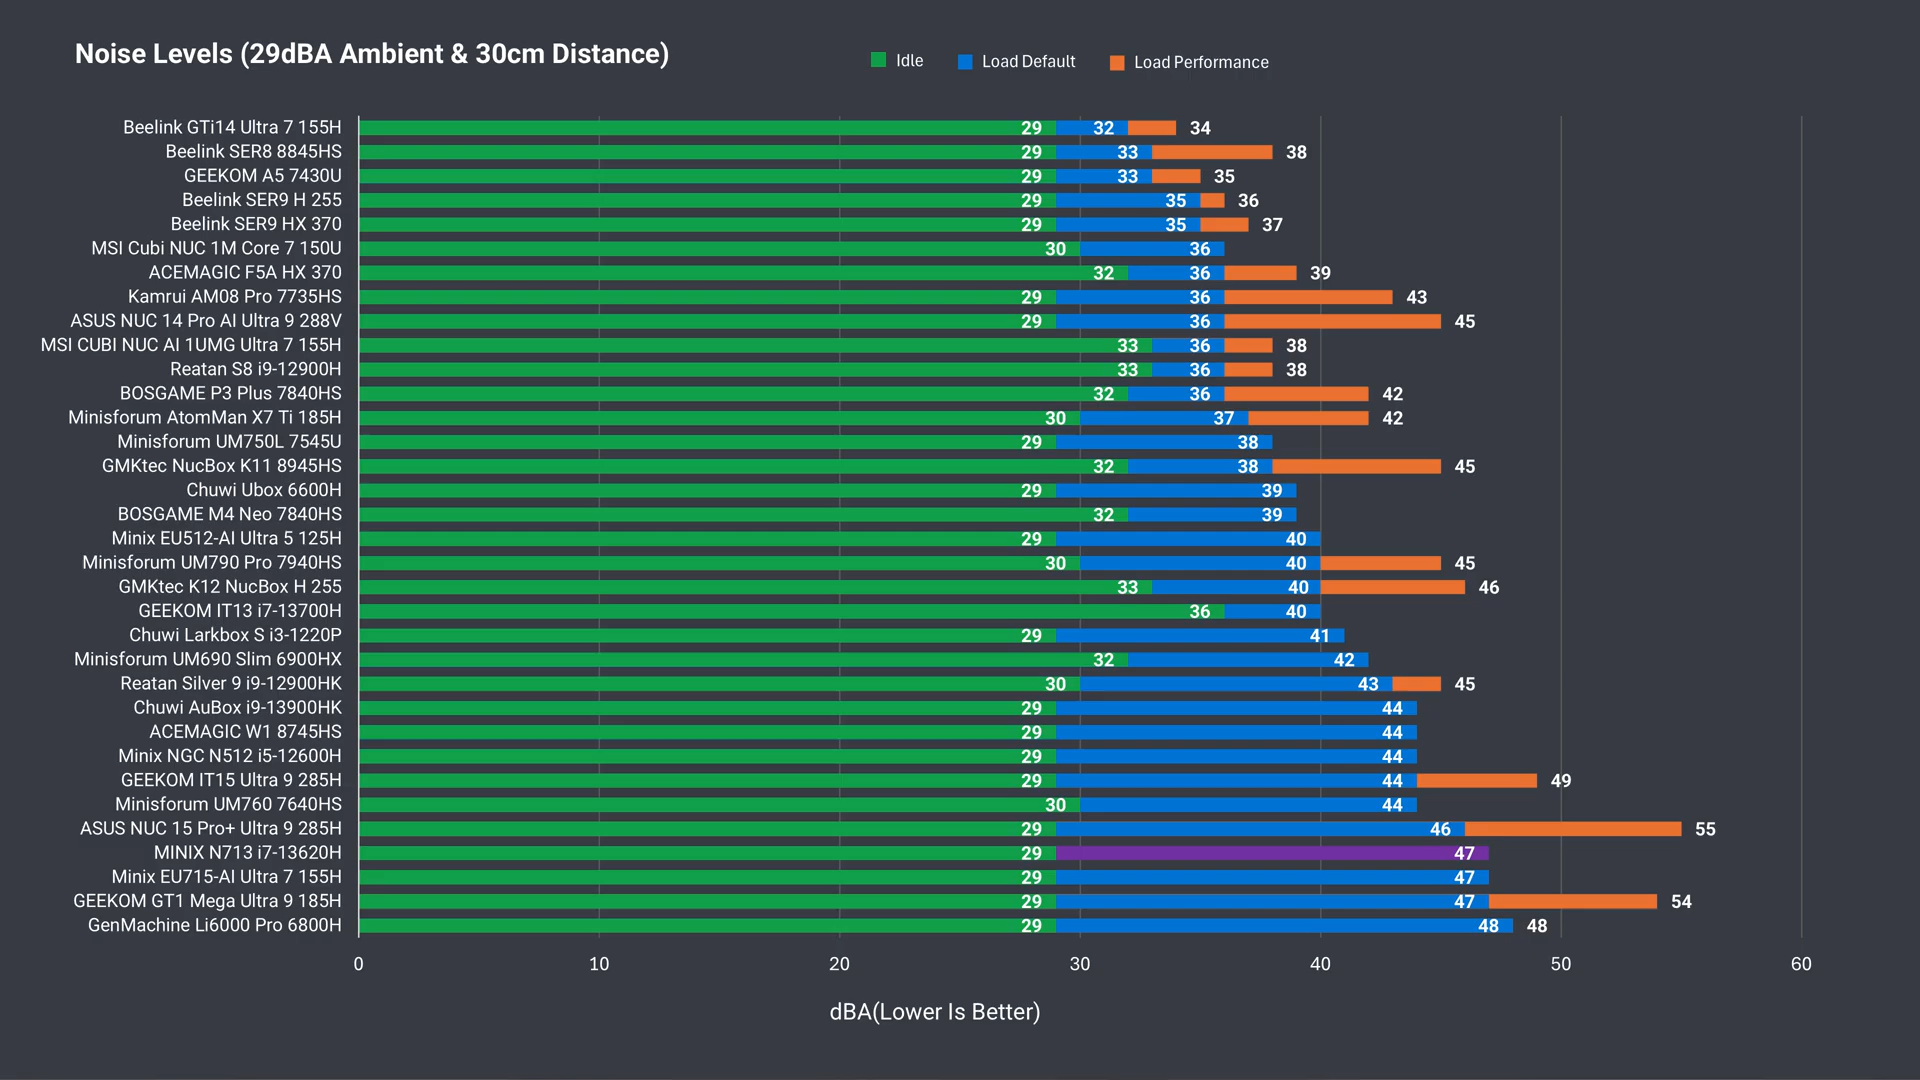 Noise Levels (29dBA Ambient & 30cm Distance)
Idle Load Default Load Performance
Beelink GTi14 Ultra 7 155H 29 32 34
Beelink SER8 8845HS 29 33 38
GEEKOM A5 7430U 29 33 35
Beelink SER9 H 255 29 35 36
Beelink SER9 HX 370 29 35 37
MSI Cubi NUC 1M Core 7 150U 30 36
ACEMAGIC F5A HX 370 32 36 39
Kamrui AM08 Pro 7735HS 29 36 43
ASUS NUC 14 Pro AI Ultra 9 288V 29 36 45
MSI CUBI NUC AI 1UMG Ultra 7 155H 33 36 38
Reatan S8 i9-12900H 33 36 38
BOSGAME P3 Plus 7840HS 32 36 42
Minisforum AtomMan X7 Ti 185H 30 37 42
Minisforum UM750L 7545U 29 38
GMKtec NucBox K11 8945HS 32 38 45
Chuwi Ubox 6600H 29 39
BOSGAME M4 Neo 7840HS 32 39
Minix EU512-AI Ultra 5 125H 29 40
Minisforum UM790 Pro 7940HS 30 40 45
GMKtec K12 NucBox H 255 33 40 46
GEEKOM IT13 i7-13700H 36 40
Chuwi Larkbox S i3-1220P 29 41
Minisforum UM690 Slim 6900HX 32 42
Reatan Silver 9 i9-12900HK 30 43 45
Chuwi AuBox i9-13900HK 29 44
ACEMAGIC W1 8745HS 29 44
Minix NGC N512 i5-12600H 29 44
GEEKOM IT15 Ultra 9 285H 29 44 49
Minisforum UM760 7640HS 30 44
ASUS NUC 15 Pro+ Ultra 9 285H 29 46 55
MINIX N713 i7-13620H 29 47
Minix EU715-AI Ultra 7 155H 29 47
GEEKOM GT1 Mega Ultra 9 185H 29 47 54
GenMachine Li6000 Pro 6800H 29 48 48
0 10 20 30 40 50 60
dBA(Lower Is Better)